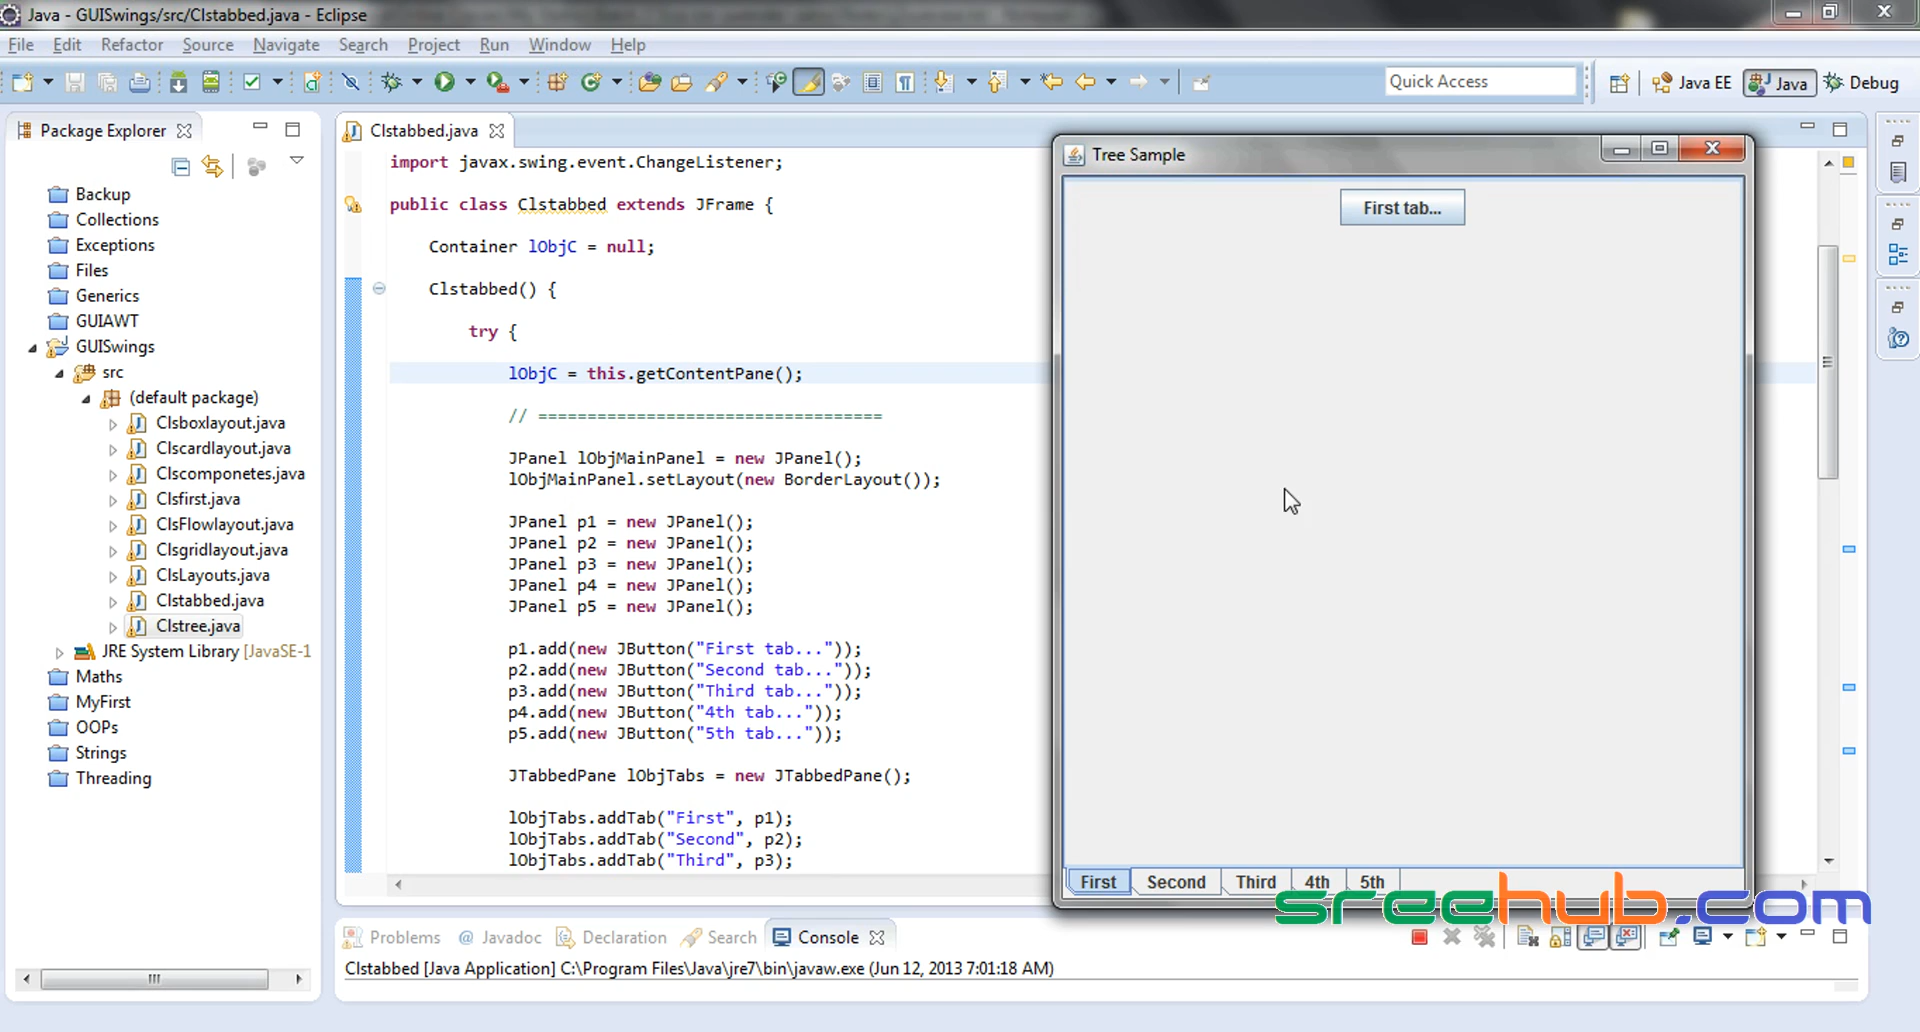 Java - GUISwings/src/Clstabbed.java - Eclipse
File Edit Refactor Source Navigate Search Project Run Window Help
Quick Access
Java EE
Java
Debug
Package Explorer
Backup
Collections
Exceptions
Files
Generics
GUIAWT
GUISwings
src
(default package)
Clsboxlayout.java
Clscardlayout.java
Clscomponetes.java
Clsfirst.java
ClsFlowlayout.java
Clsgridlayout.java
ClsLayouts.java
Clstabbed.java
Clstree.java
JRE System Library [JavaSE-1
Maths
MyFirst
OOPs
Strings
Threading
Clstabbed.java
import javax.swing.event.ChangeListener;
public class Clstabbed extends JFrame {
Container lObjC = null;
Clstabbed() {
try {
lObjC = this.getContentPane();
// ===================================
JPanel lObjMainPanel = new JPanel();
lObjMainPanel.setLayout(new BorderLayout());
JPanel p1 = new JPanel();
JPanel p2 = new JPanel();
JPanel p3 = new JPanel();
JPanel p4 = new JPanel();
JPanel p5 = new JPanel();
p1.add(new JButton("First tab..."));
p2.add(new JButton("Second tab..."));
p3.add(new JButton("Third tab..."));
p4.add(new JButton("4th tab..."));
p5.add(new JButton("5th tab..."));
JTabbedPane lObjTabs = new JTabbedPane();
lObjTabs.addTab("First", p1);
lObjTabs.addTab("Second", p2);
lObjTabs.addTab("Third", p3);
Tree Sample
First tab...
First Second Third 4th 5th
sreehub.com
Problems @ Javadoc Declaration Search Console
Clstabbed [Java Application] C:\Program Files\Java\jre7\bin\javaw.exe (Jun 12, 2013 7:01:18 AM)